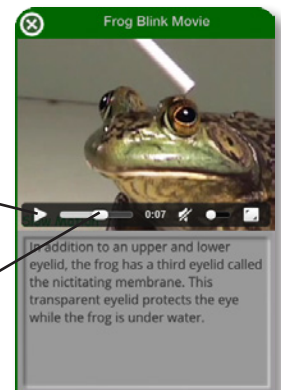 Frog Blink Movie
0:07
In addition to an upper and lower
eyelid, the frog has a third eyelid called
the nictitating membrane. This
transparent eyelid protects the eye
while the frog is under water.